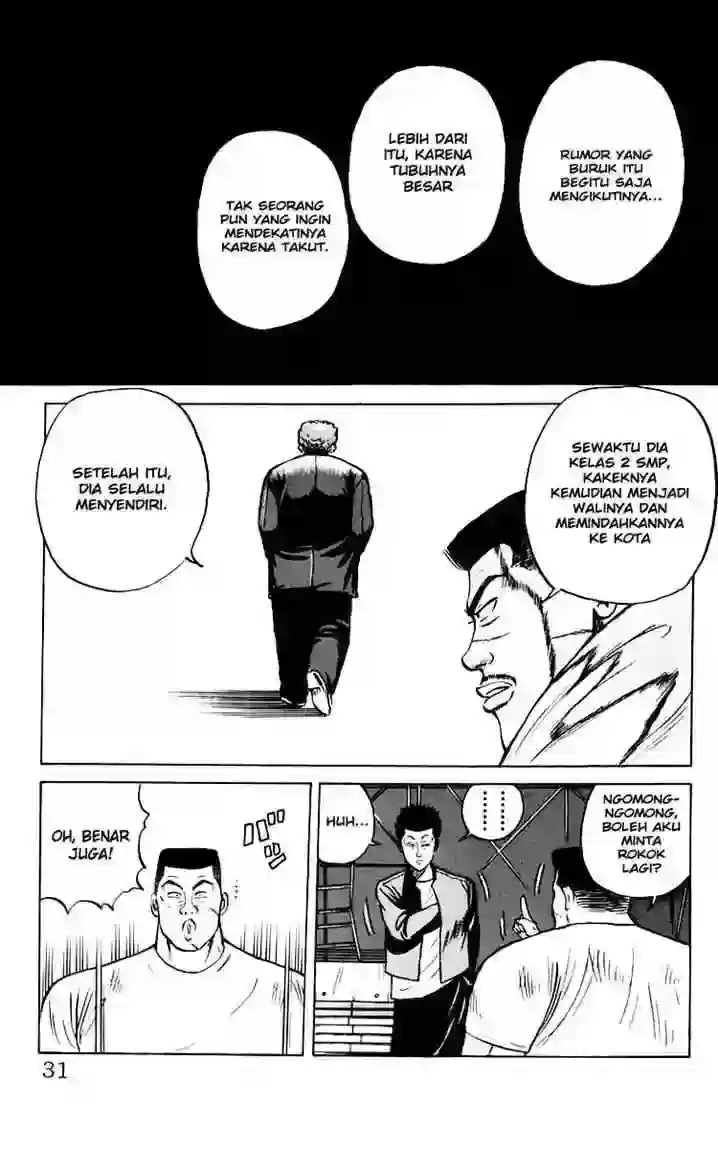 RUMOR YANG
BURUK ITU
BEGITU SAJA
MENGIKUTINYA...
LEBIH DARI
ITU, KARENA
TUBUHNYA
BESAR
TAK SEORANG
PUN YANG INGIN
MENDEKATINYA
KARENA TAKUT.
SEWAKTU DIA
KELAS 2 SMP,
KAKEKNYA
KEMUDIAN MENJADI
WALINYA DAN
MEMINDAHKANNYA
KE KOTA
SETELAH ITU,
DIA SELALU
MENYENDIRI.
NGOMONG-
NGOMONG,
BOLEH AKU
MINTA
ROKOK
LAGI?
HUH...
OH, BENAR
JUGA!
31